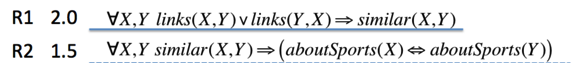 R1 2.0 ∀X,Y links(X,Y)∨links(Y,X)⇒similar(X,Y)
R2 1.5 ∀X,Y similar(X,Y)⇒(aboutSports(X)⇔aboutSports(Y))